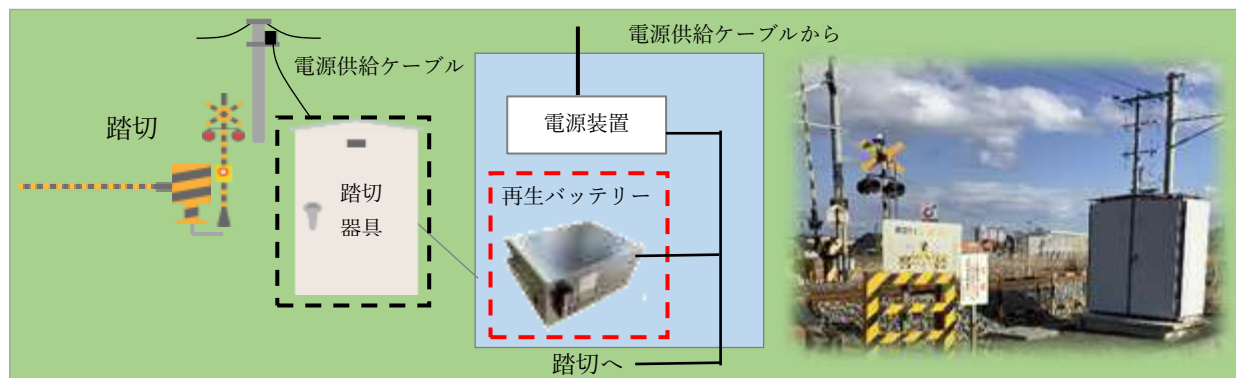 電源供給ケーブル
踏切
踏切
器具
電源供給ケーブルから
電源装置
再生バッテリー
踏切へ